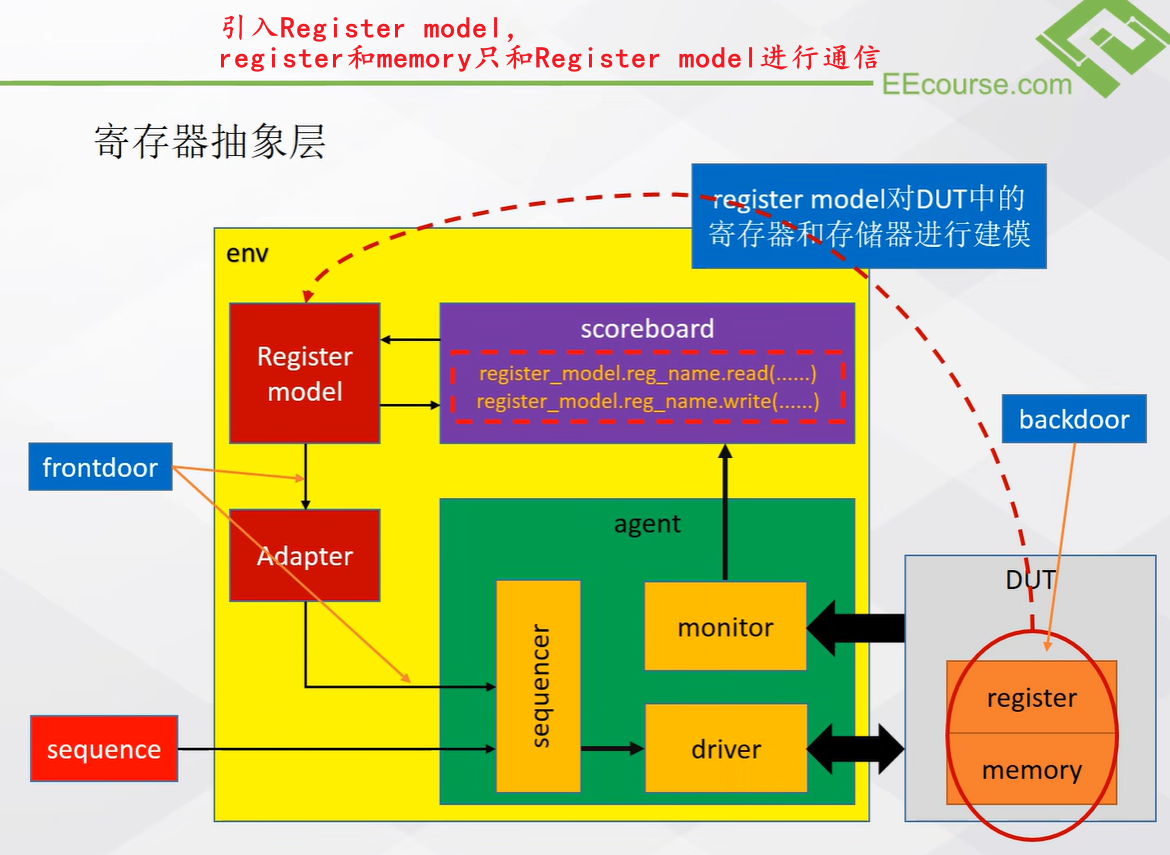 引入Register model,
register和memory只和Register model进行通信
EEcourse.com
寄存器抽象层
register model对DUT中的
寄存器和存储器进行建模
env
Register
model
scoreboard
register_model.reg_name.read(......)
register_model.reg_name.write(......)
backdoor
frontdoor
agent
Adapter
DUT
sequencer
monitor
register
sequence
driver
memory